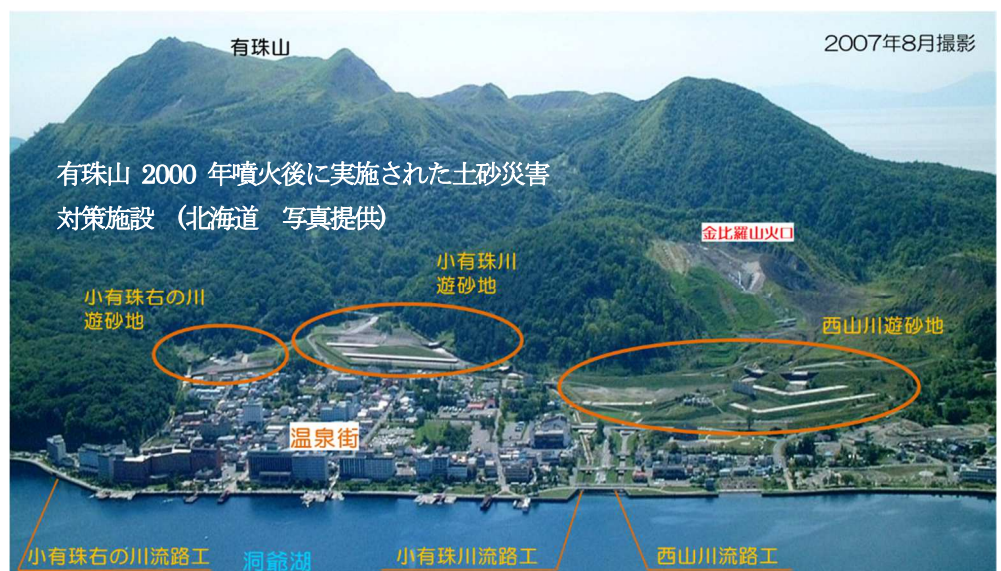 有珠山
2007年8月撮影
有珠山 2000 年噴火後に実施された土砂災害
対策施設 (北海道 写真提供)
金比羅山火口
小有珠川
遊砂地
小有珠右の川
遊砂地
西山川遊砂地
温泉街
小有珠右の川流路工
洞爺湖
小有珠川流路工
西山川流路工